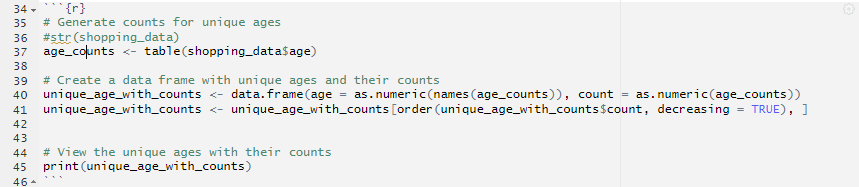 34 ```{r}
35 # Generate counts for unique ages
36 #str(shopping_data)
37 age_counts <- table(shopping_data$age)
38
39 # Create a data frame with unique ages and their counts
40 unique_age_with_counts <- data.frame(age = as.numeric(names(age_counts)), count = as.numeric(age_counts))
41 unique_age_with_counts <- unique_age_with_counts[order(unique_age_with_counts$count, decreasing = TRUE), ]
42
43
44 # View the unique ages with their counts
45 print(unique_age_with_counts)
46 ```